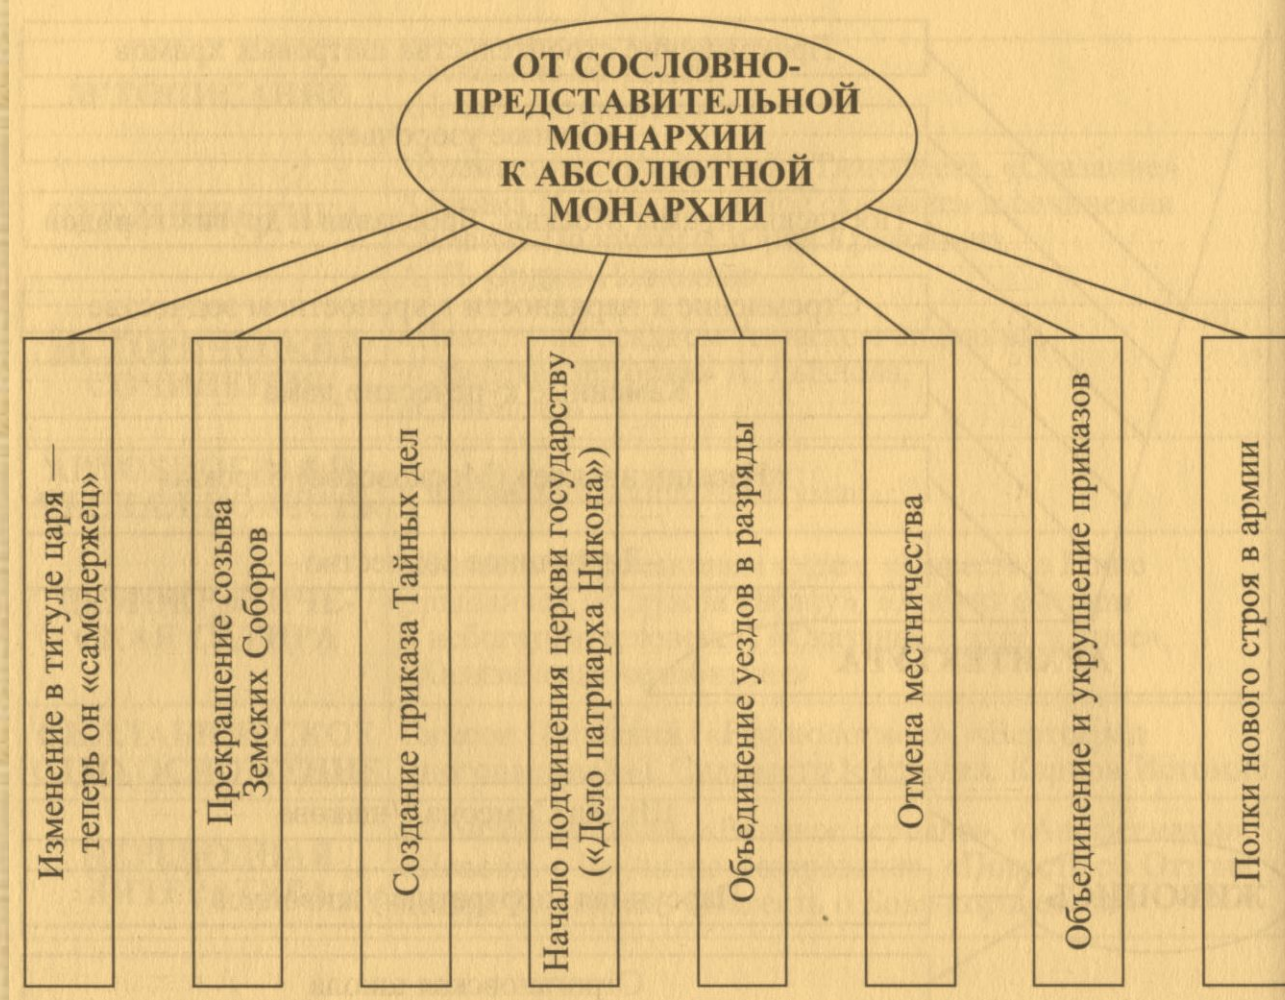 ОТ СОСЛОВНО-
ПРЕДСТАВИТЕЛЬНОЙ
МОНАРХИИ
К АБСОЛЮТНОЙ
МОНАРХИИ
Изменение в титуле царя –
теперь он «самодержец»
Прекращение созыва
Земских Соборов
Создание приказа Тайных дел
Начало подчинения церкви государству
(«Дело патриарха Никона»)
Объединение уездов в разряды
Отмена местничества
Объединение и укрупнение приказов
Полки нового строя в армии